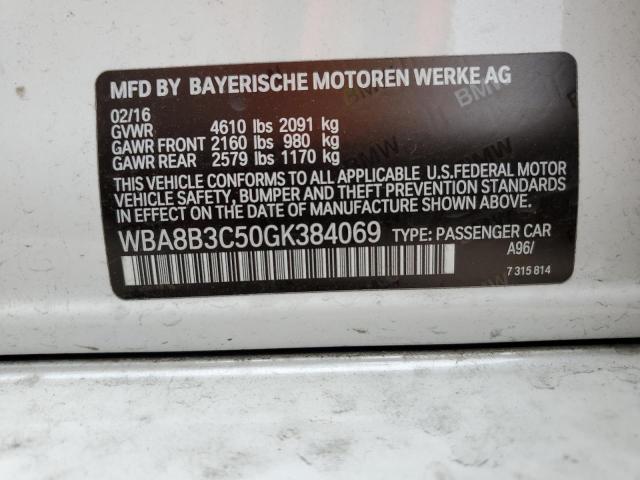 MFD BY BAYERISCHE MOTOREN WERKE AG
02/16
GVWR 4610 lbs 2091 kg
GAWR FRONT 2160 lbs 980 kg
GAWR REAR 2579 lbs 1170 kg
THIS VEHICLE CONFORMS TO ALL APPLICABLE U.S.FEDERAL MOTOR
VEHICLE SAFETY, BUMPER AND THEFT PREVENTION STANDARDS
IN EFFECT ON THE DATE OF MANUFACTURE SHOWN ABOVE.
WBA8B3C50GK384069 TYPE: PASSENGER CAR
A96/
7 315 814